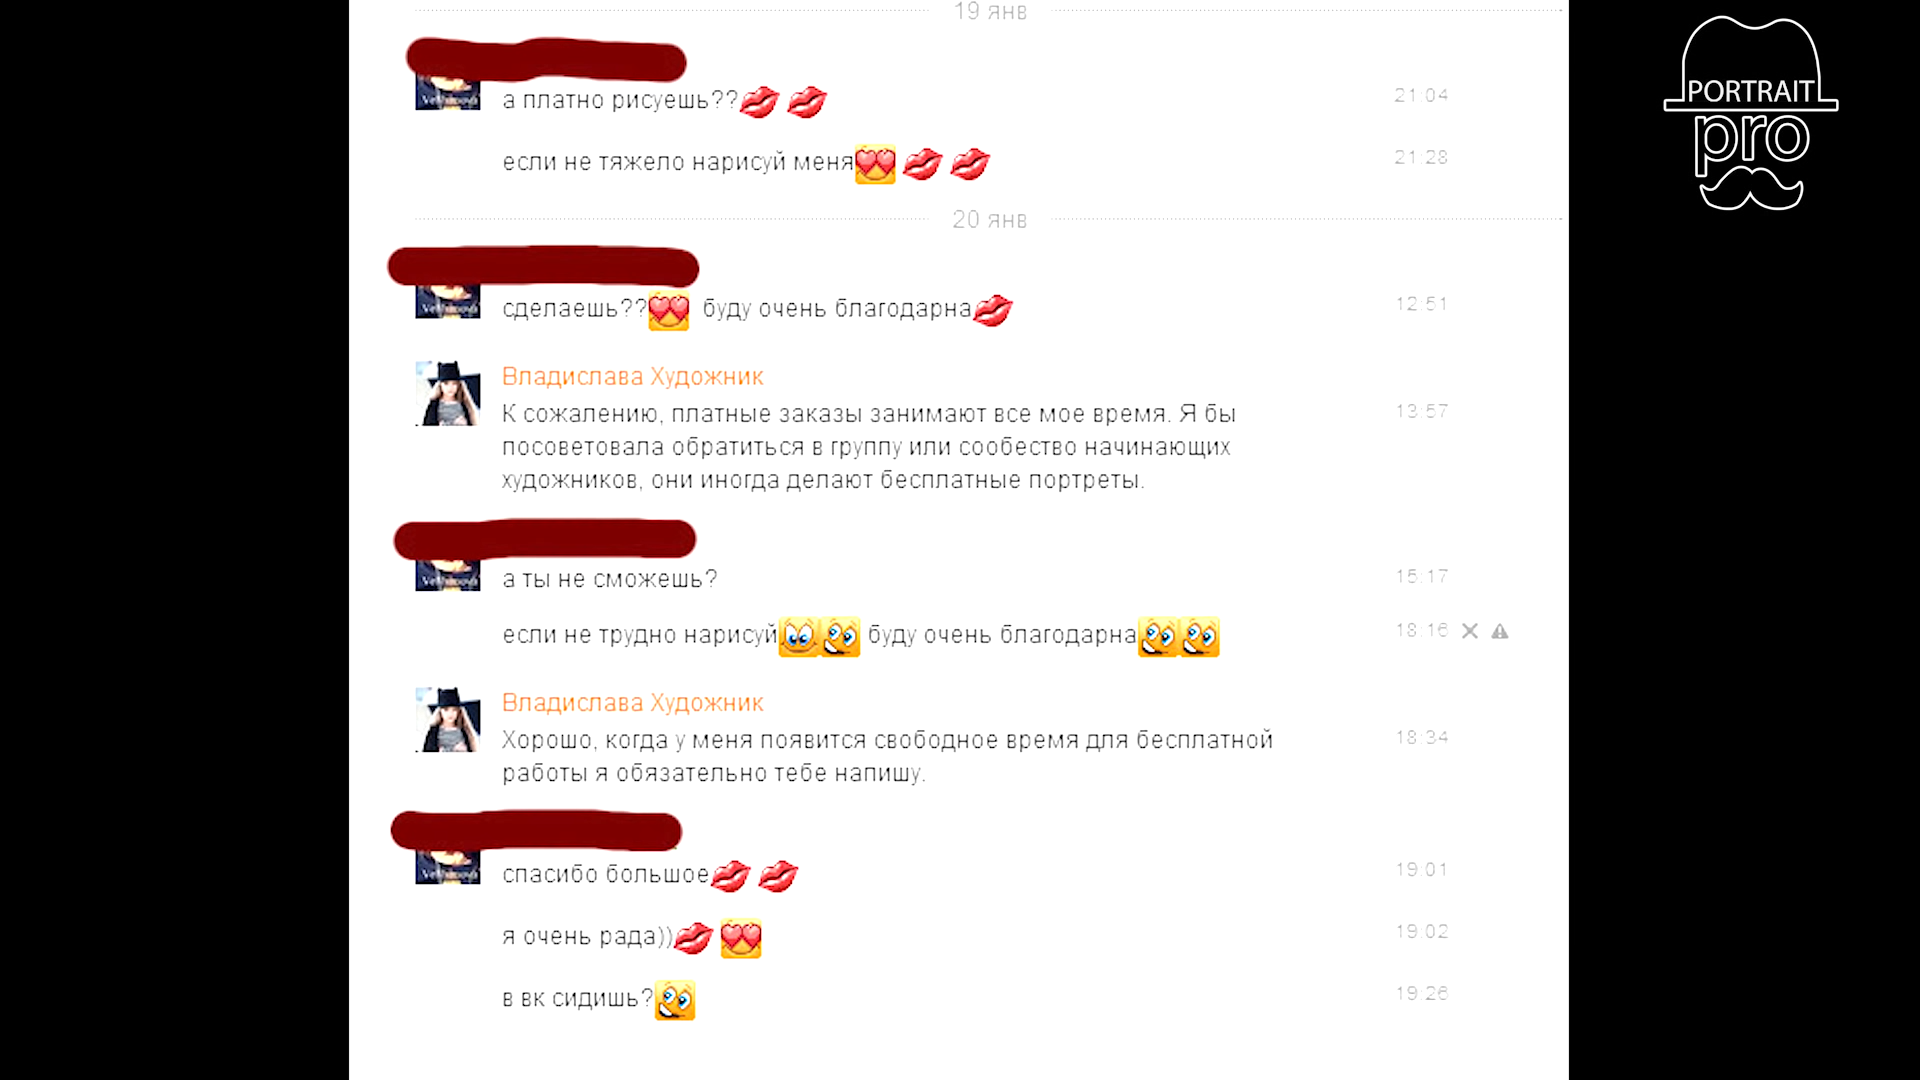 19 янв
PORTRAIT
pro
а платно рисуешь??
21:04
если не тяжело нарисуй меня
21:28
20 янв
сделаешь?? буду очень благодарна
12:51
Владислава Художник
К сожалению, платные заказы занимают все мое время. Я бы
13:57
посоветовала обратиться в группу или сообество начинающих
художников, они иногда делают бесплатные портреты.
а ты не сможешь?
15:17
если не трудно нарисуй буду очень благодарна
18:16
Владислава Художник
Хорошо, когда у меня появится свободное время для бесплатной
18:34
работы я обязательно тебе напишу.
спасибо большое
19:01
я очень рада))
19:02
в вк сидишь?
19:26